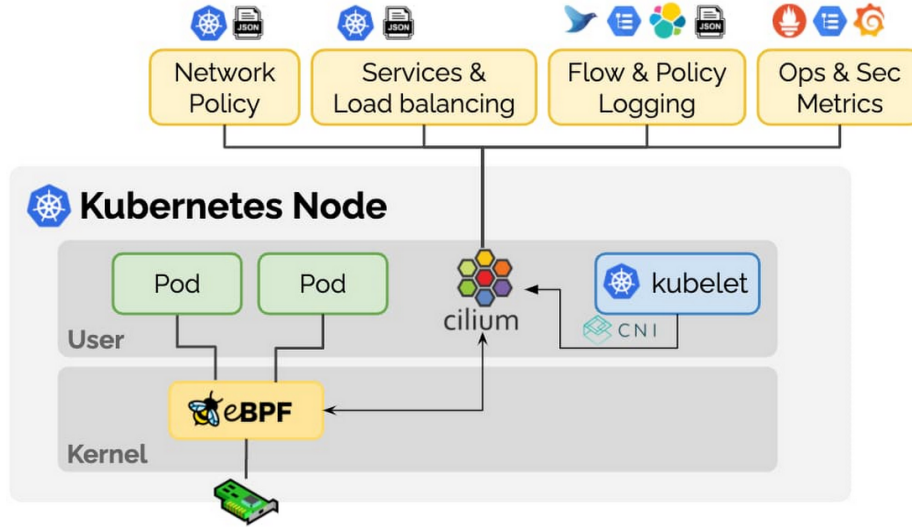 JSON
JSON
JSON
Network
Policy
Services &
Load balancing
Flow & Policy
Logging
Ops & Sec
Metrics
Kubernetes Node
Pod
Pod
cilium
kubelet
CNI
User
eBPF
Kernel